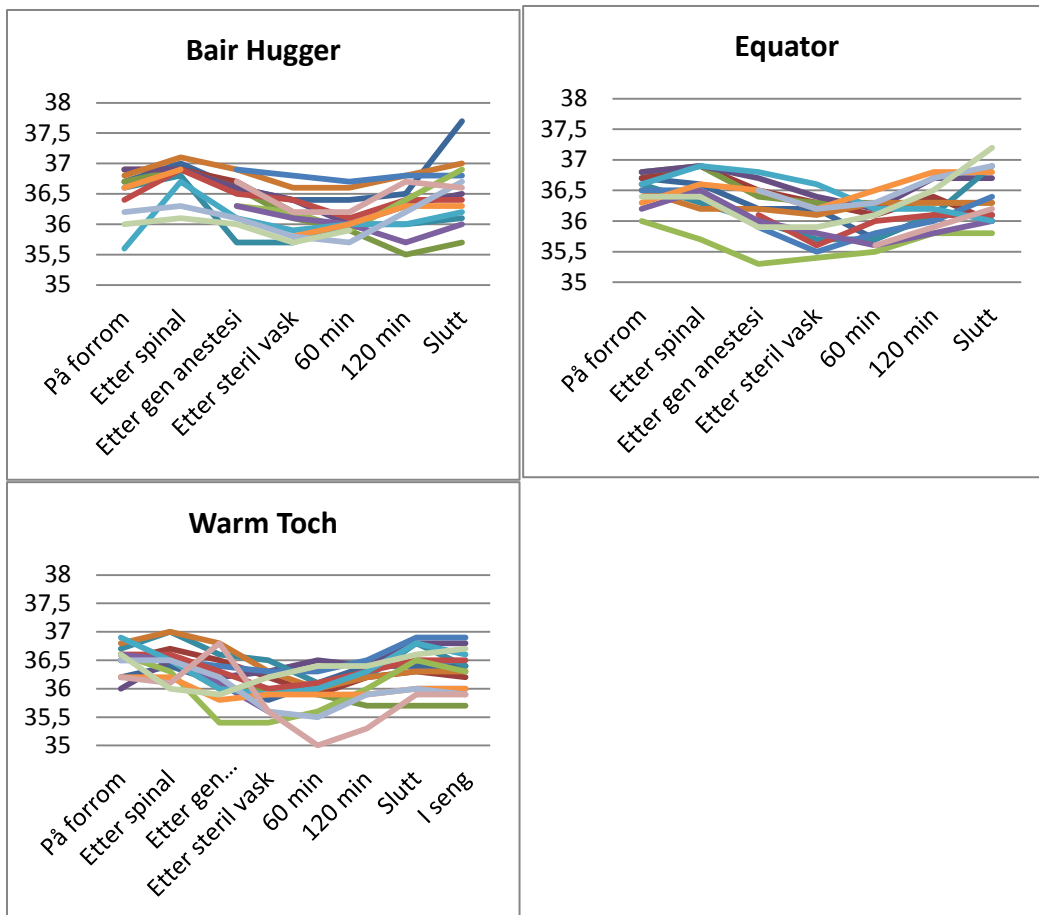 Bair Hugger
38
37,5
37
36,5
36
35,5
35
På forrom
Etter spinal
Etter gen anestesi
Etter steril vask
60 min
120 min
Slutt
Equator
38
37,5
37
36,5
36
35,5
35
På forrom
Etter spinal
Etter gen anestesi
Etter steril vask
60 min
120 min
Slutt
Warm Toch
38
37,5
37
36,5
36
35,5
35
På forrom
Etter spinal
Etter gen...
Etter steril vask
60 min
120 min
Slutt
I seng